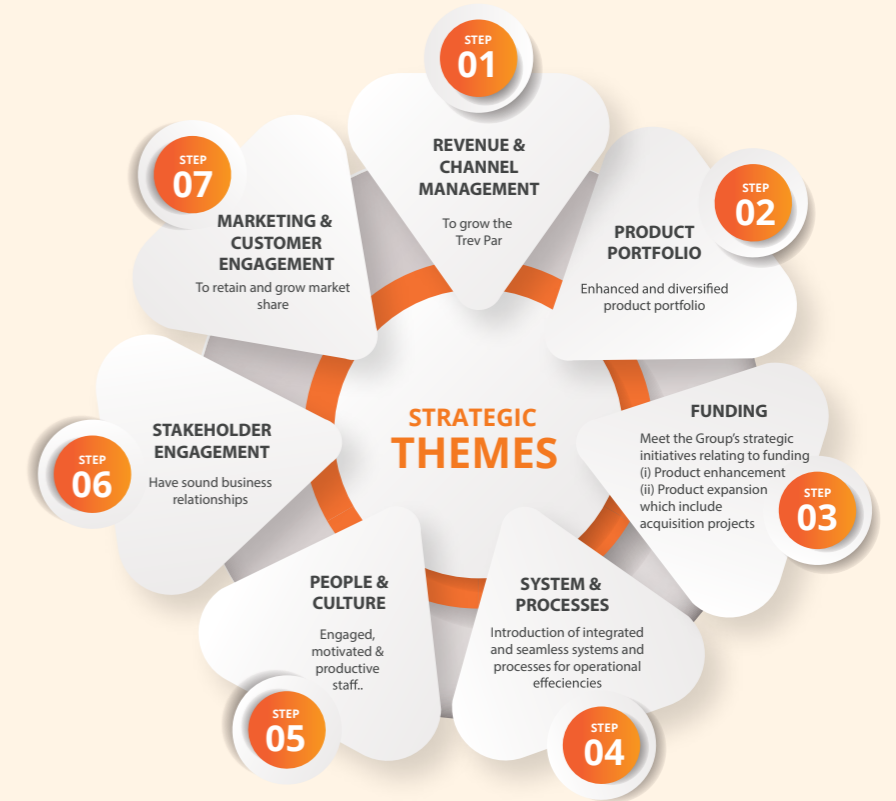 STRATEGIC
THEMES
STEP
01
REVENUE &
CHANNEL
MANAGEMENT
To grow the
Trev Par
STEP
02
PRODUCT
PORTFOLIO
Enhanced and diversified
product portfolio
STEP
03
FUNDING
Meet the Group's strategic
initiatives relating to funding
(i) Product enhancement
(ii) Product expansion
which include
acquisition projects
STEP
04
SYSTEM &
PROCESSES
Introduction of integrated
and seamless systems and
processes for operational
effeciencies
STEP
05
PEOPLE &
CULTURE
Engaged,
motivated &
productive
staff..
STEP
06
STAKEHOLDER
ENGAGEMENT
Have sound business
relationships
STEP
07
MARKETING &
CUSTOMER
ENGAGEMENT
To retain and grow market
share